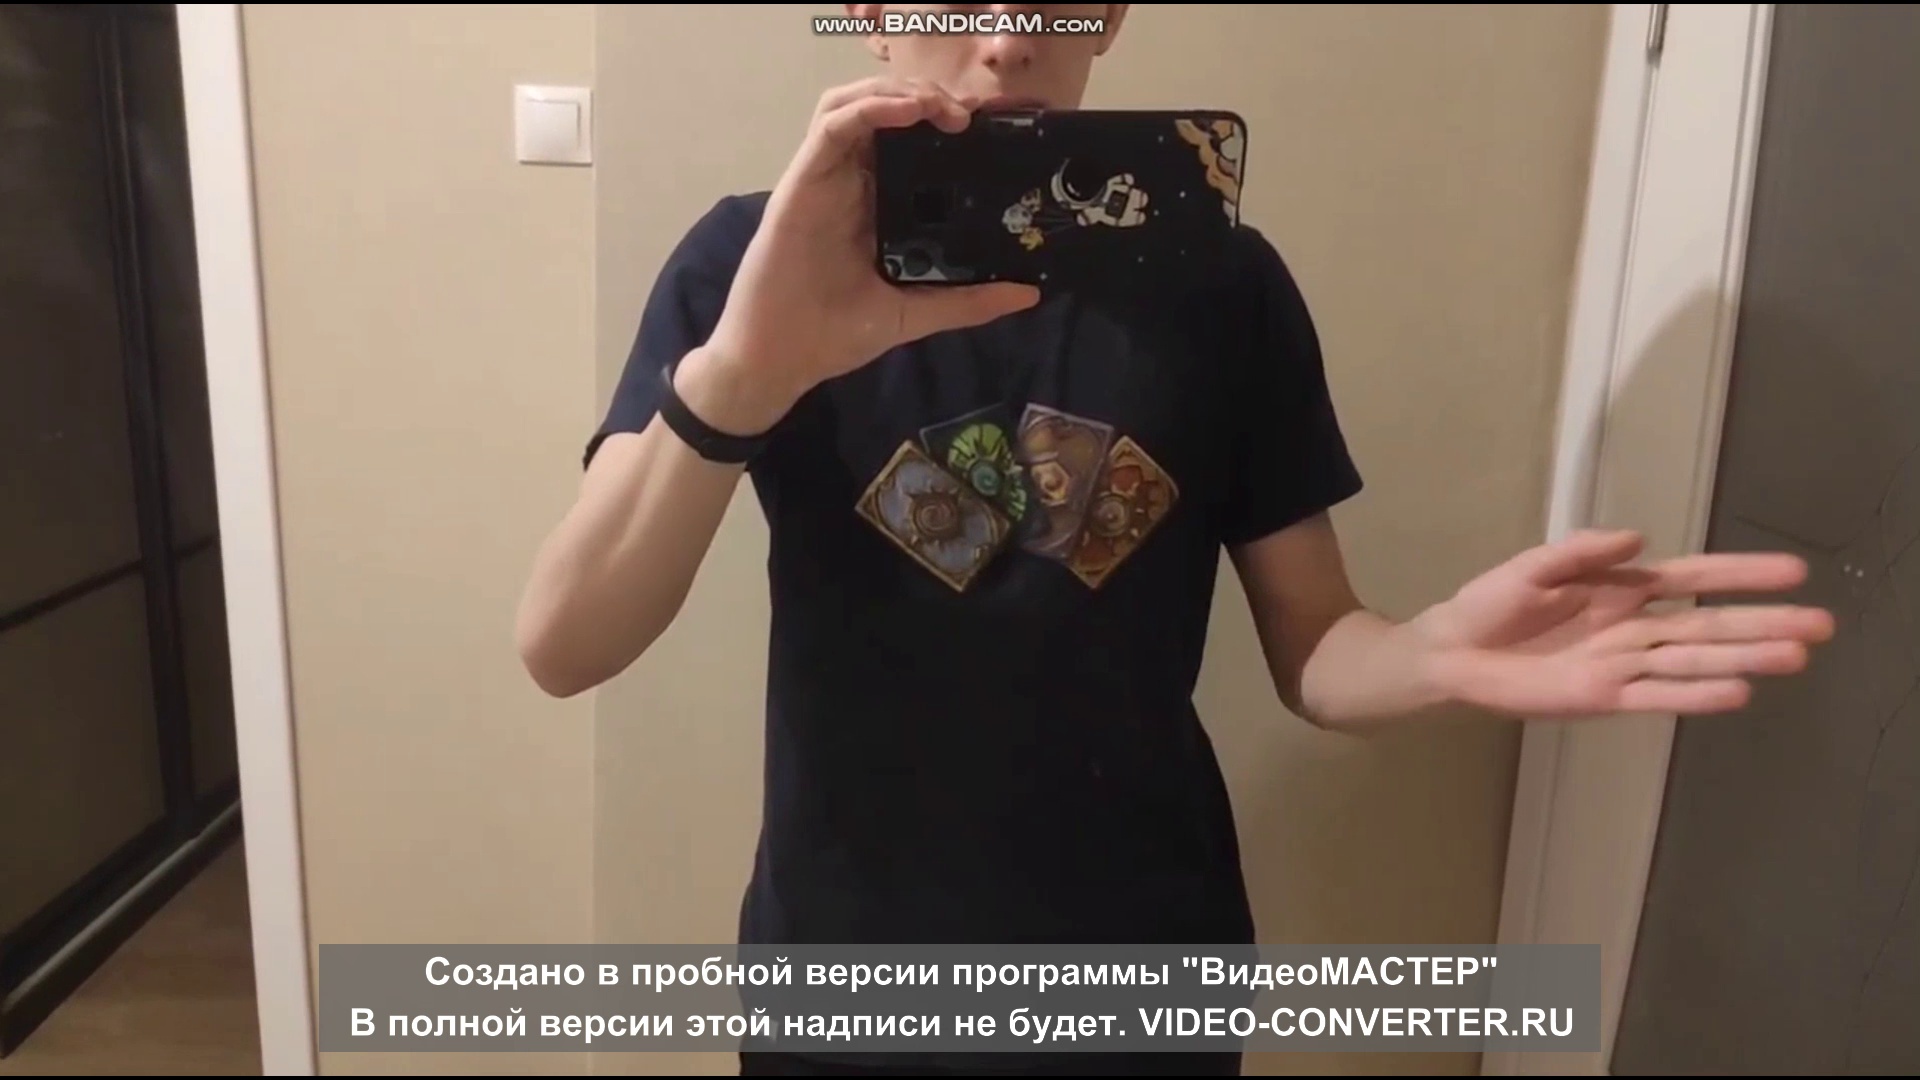 www.BANDICAM.com
Создано в пробной версии программы "ВидеоМАСТЕР"
В полной версии этой надписи не будет. VIDEO-CONVERTER.RU